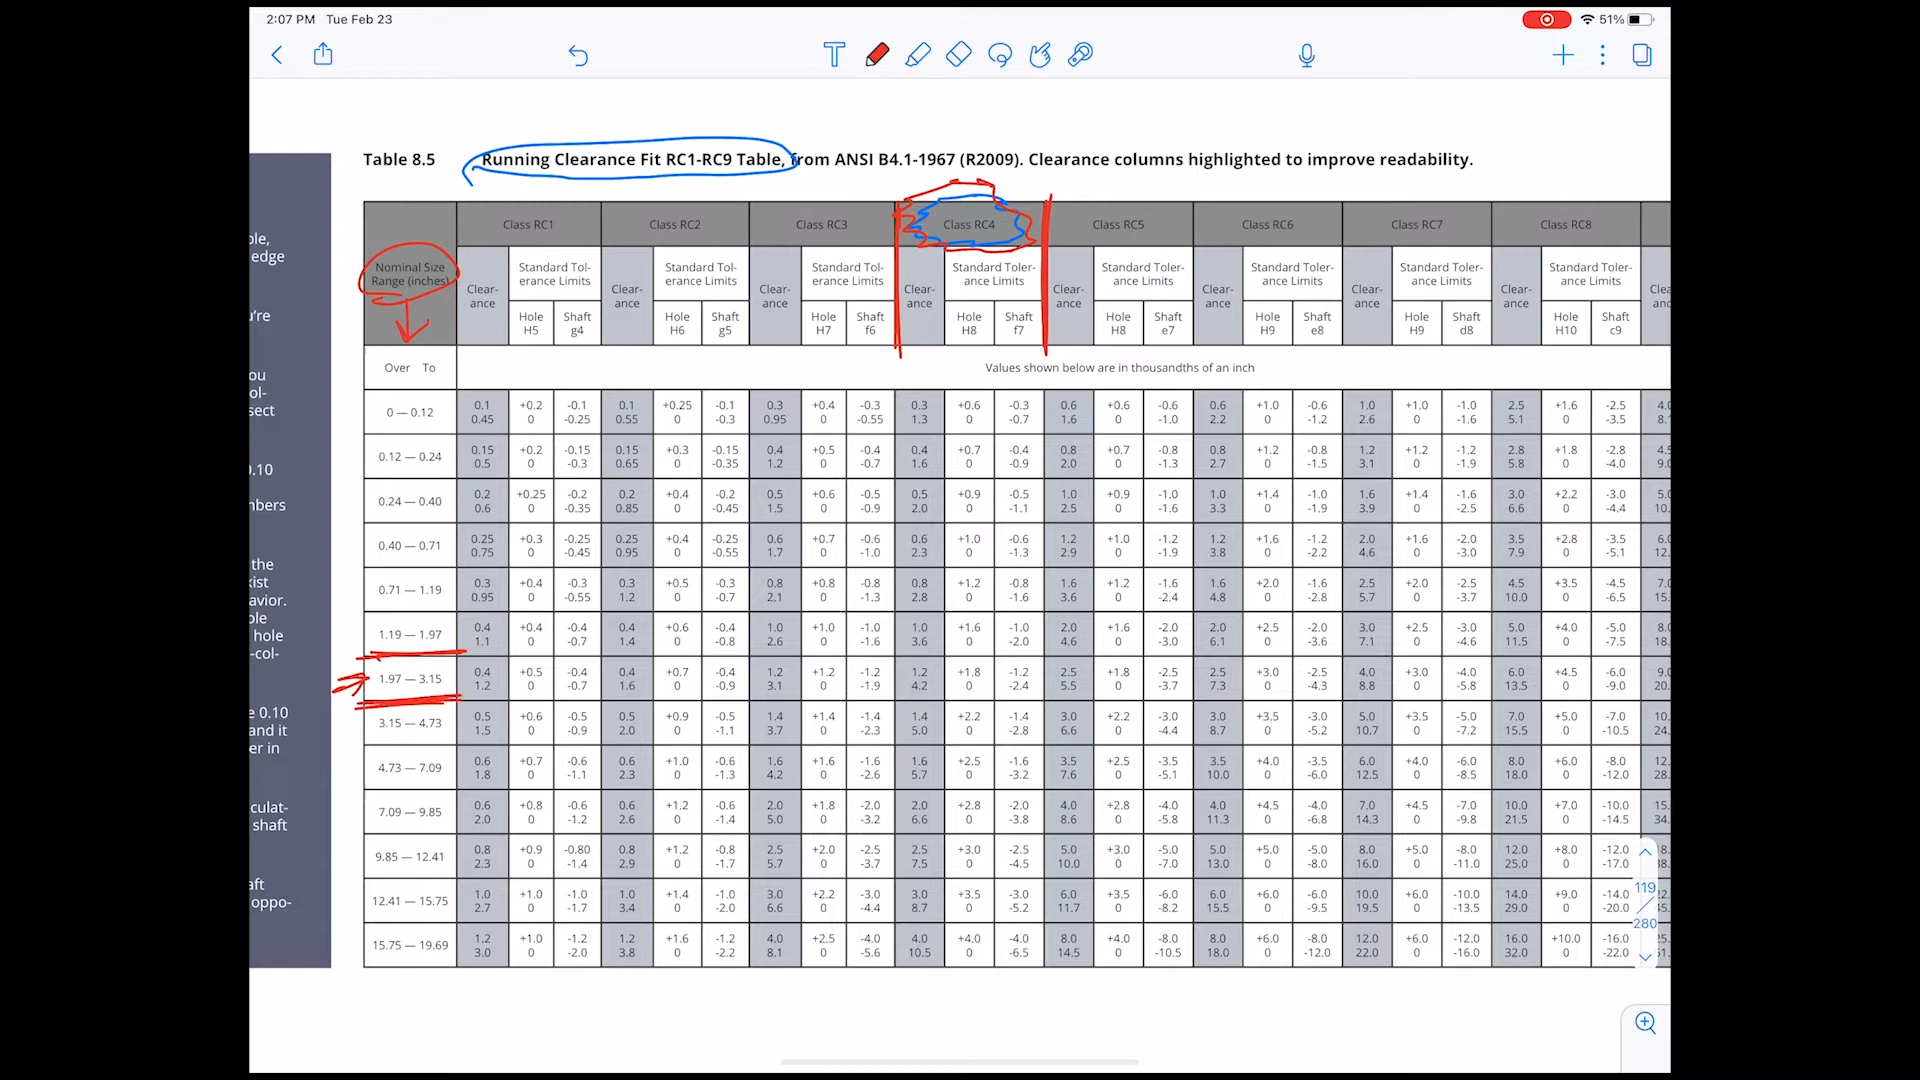 2:07 PM Tue Feb 23
51%
Table 8.5 Running Clearance Fit RC1-RC9 Table, from ANSI B4.1-1967 (R2009). Clearance columns highlighted to improve readability.
Class RC1 Class RC2 Class RC3 Class RC4 Class RC5 Class RC6 Class RC7 Class RC8
Nominal Size Range (inches)
Clear-ance Standard Tol-erance Limits Clear-ance Standard Tol-erance Limits Clear-ance Standard Tol-erance Limits Clear-ance Standard Toler-ance Limits Clear-ance Standard Toler-ance Limits Clear-ance Standard Toler-ance Limits Clear-ance Standard Toler-ance Limits Clear-ance Standard Toler-ance Limits
Hole H5 Shaft g4 Hole H6 Shaft g5 Hole H7 Shaft f6 Hole H8 Shaft f7 Hole H8 Shaft e7 Hole H9 Shaft e8 Hole H9 Shaft d8 Hole H10 Shaft c9
Over To Values shown below are in thousandths of an inch
0 — 0.12
0.1 +0.2 -0.1 0.1 +0.25 -0.1 0.3 +0.4 -0.3 0.3 +0.6 -0.3 0.6 +0.6 -0.6 0.6 +1.0 -0.6 1.0 +1.0 -1.0 2.5 +1.6 -2.5
0.45 0 -0.25 0.55 0 -0.3 0.95 0 -0.55 1.3 0 -0.7 1.6 0 -1.0 2.2 0 -1.2 2.6 0 -1.6 5.1 0 -3.5
0.12 — 0.24
0.15 +0.2 -0.15 0.15 +0.3 -0.15 0.4 +0.5 -0.4 0.4 +0.7 -0.4 0.8 +0.7 -0.8 0.8 +1.2 -0.8 1.2 +1.2 -1.2 2.8 +1.8 -2.8
0.5 0 -0.3 0.65 0 -0.35 1.2 0 -0.7 1.6 0 -0.9 2.0 0 -1.3 2.7 0 -1.5 3.1 0 -1.9 5.8 0 -4.0
0.24 — 0.40
0.2 +0.25 -0.2 0.2 +0.4 -0.2 0.5 +0.6 -0.5 0.5 +0.9 -0.5 1.0 +0.9 -1.0 1.0 +1.4 -1.0 1.6 +1.4 -1.6 3.0 +2.2 -3.0
0.6 0 -0.35 0.85 0 -0.45 1.5 0 -0.9 2.0 0 -1.1 2.5 0 -1.6 3.3 0 -1.9 3.9 0 -2.5 6.6 0 -4.4
0.40 — 0.71
0.25 +0.3 -0.25 0.25 +0.4 -0.25 0.6 +0.7 -0.6 0.6 +1.0 -0.6 1.2 +1.0 -1.2 1.2 +1.6 -1.2 2.0 +1.6 -2.0 3.5 +2.8 -3.5
0.75 0 -0.45 0.95 0 -0.55 1.7 0 -1.0 2.3 0 -1.3 2.9 0 -1.9 3.8 0 -2.2 4.6 0 -3.0 7.9 0 -5.1
0.71 — 1.19
0.3 +0.4 -0.3 0.3 +0.5 -0.3 0.8 +0.8 -0.8 0.8 +1.2 -0.8 1.6 +1.2 -1.6 1.6 +2.0 -1.6 2.5 +2.0 -2.5 4.5 +3.5 -4.5
0.95 0 -0.55 1.2 0 -0.7 2.1 0 -1.3 2.8 0 -1.6 3.6 0 -2.4 4.8 0 -2.8 5.7 0 -3.7 10.0 0 -6.5
1.19 — 1.97
0.4 +0.4 -0.4 0.4 +0.6 -0.4 1.0 +1.0 -1.0 1.0 +1.6 -1.0 2.0 +1.6 -2.0 2.0 +2.5 -2.0 3.0 +2.5 -3.0 5.0 +4.0 -5.0
1.1 0 -0.7 1.4 0 -0.8 2.6 0 -1.6 3.6 0 -2.0 4.6 0 -3.0 6.1 0 -3.6 7.1 0 -4.6 11.5 0 -7.5
1.97 — 3.15
0.4 +0.5 -0.4 0.4 +0.7 -0.4 1.2 +1.2 -1.2 1.2 +1.8 -1.2 2.5 +1.8 -2.5 2.5 +3.0 -2.5 4.0 +3.0 -4.0 6.0 +4.5 -6.0
1.2 0 -0.7 1.6 0 -0.9 3.1 0 -1.9 4.2 0 -2.4 5.5 0 -3.7 7.3 0 -4.3 8.8 0 -5.8 13.5 0 -9.0
3.15 — 4.73
0.5 +0.6 -0.5 0.5 +0.9 -0.5 1.4 +1.4 -1.4 1.4 +2.2 -1.4 3.0 +2.2 -3.0 3.0 +3.5 -3.0 5.0 +3.5 -5.0 7.0 +5.0 -7.0
1.5 0 -0.9 2.0 0 -1.1 3.7 0 -2.3 5.0 0 -2.8 6.6 0 -4.4 8.7 0 -5.2 10.7 0 -7.2 15.5 0 -10.5
4.73 — 7.09
0.6 +0.7 -0.6 0.6 +1.0 -0.6 1.6 +1.6 -1.6 1.6 +2.5 -1.6 3.5 +2.5 -3.5 3.5 +4.0 -3.5 6.0 +4.0 -6.0 8.0 +6.0 -8.0
1.8 0 -1.1 2.3 0 -1.3 4.2 0 -2.6 5.7 0 -3.2 7.6 0 -5.1 10.0 0 -6.0 12.5 0 -8.5 18.0 0 -12.0
7.09 — 9.85
0.6 +0.8 -0.6 0.6 +1.2 -0.6 2.0 +1.8 -2.0 2.0 +2.8 -2.0 4.0 +2.8 -4.0 4.0 +4.5 -4.0 7.0 +4.5 -7.0 10.0 +7.0 -10.0
2.0 0 -1.2 2.6 0 -1.4 5.0 0 -3.2 6.6 0 -3.8 8.6 0 -5.8 11.3 0 -6.8 14.3 0 -9.8 21.5 0 -14.5
9.85 — 12.41
0.8 +0.9 -0.80 0.8 +1.2 -0.8 2.5 +2.0 -2.5 2.5 +3.0 -2.5 5.0 +3.0 -5.0 5.0 +5.0 -5.0 8.0 +5.0 -8.0 12.0 +8.0 -12.0
2.3 0 -1.4 2.9 0 -1.7 5.7 0 -3.7 7.5 0 -4.5 10.0 0 -7.0 13.0 0 -8.0 16.0 0 -11.0 25.0 0 -17.0
12.41 — 15.75
1.0 +1.0 -1.0 1.0 +1.4 -1.0 3.0 +2.2 -3.0 3.0 +3.5 -3.0 6.0 +3.5 -6.0 6.0 +6.0 -6.0 10.0 +6.0 -10.0 14.0 +9.0 -14.0
2.7 0 -1.7 3.4 0 -2.0 6.6 0 -4.4 8.7 0 -5.2 11.7 0 -8.2 15.5 0 -9.5 19.5 0 -13.5 29.0 0 -20.0
15.75 — 19.69
1.2 +1.0 -1.2 1.2 +1.6 -1.2 4.0 +2.5 -4.0 4.0 +4.0 -4.0 8.0 +4.0 -8.0 8.0 +6.0 -8.0 12.0 +6.0 -12.0 16.0 +10.0 -16.0
3.0 0 -2.0 3.8 0 -2.2 8.1 0 -5.6 10.5 0 -6.5 14.5 0 -10.5 18.0 0 -12.0 22.0 0 -16.0 32.0 0 -22.0
119
280